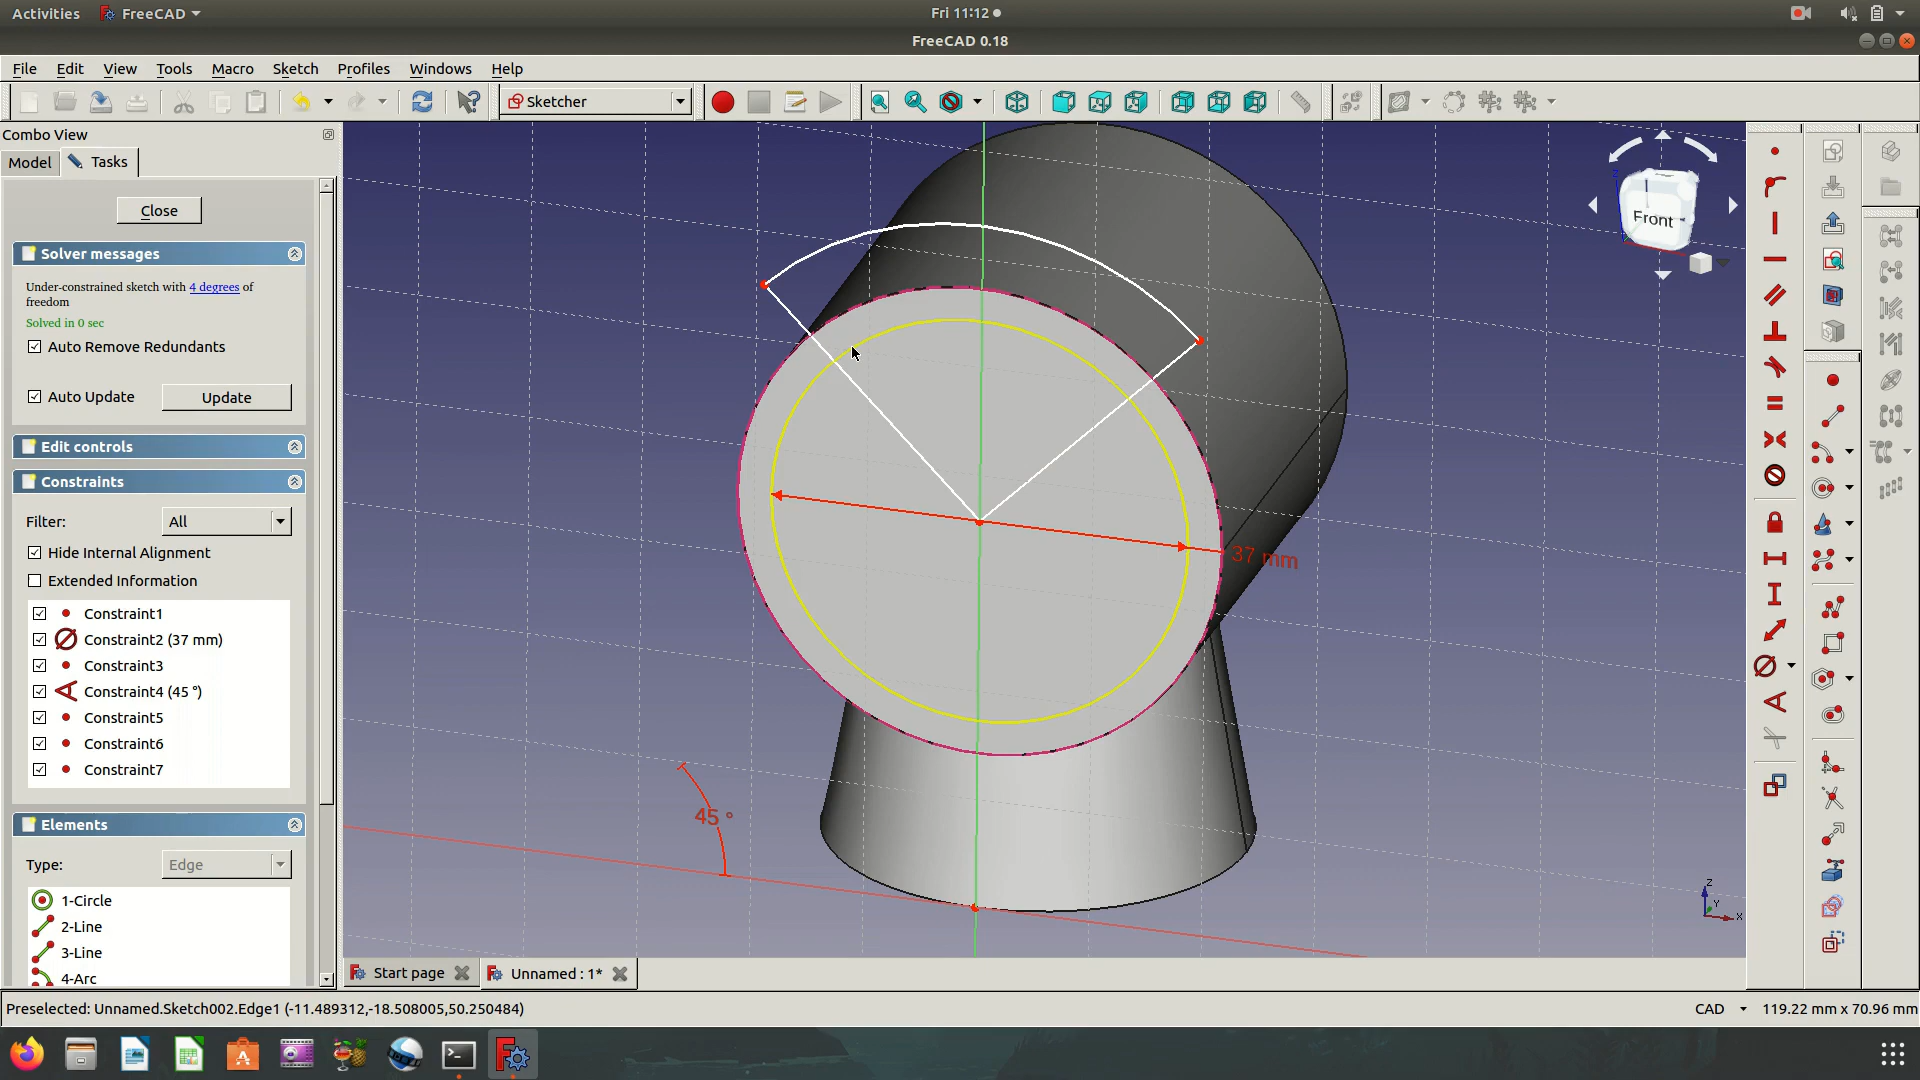 Activities FreeCAD Fri 11:12
FreeCAD 0.18
File Edit View Tools Macro Sketch Profiles Windows Help
Sketcher
Combo View
Model Tasks
Close
Solver messages
Under-constrained sketch with 4 degrees of
freedom
Solved in 0 sec
Auto Remove Redundants
Auto Update Update
Edit controls
Constraints
Filter: All
Hide Internal Alignment
Extended Information
Constraint1
Constraint2 (37 mm)
Constraint3
Constraint4 (45 °)
Constraint5
Constraint6
Constraint7
Elements
Type: Edge
1-Circle
2-Line
3-Line
4-Arc
37 mm
45 °
Front
Z
Z
Y
X
Start page Unnamed : 1*
Preselected: Unnamed.Sketch002.Edge1 (-11.489312,-18.508005,50.250484) CAD 119.22 mm x 70.96 mm